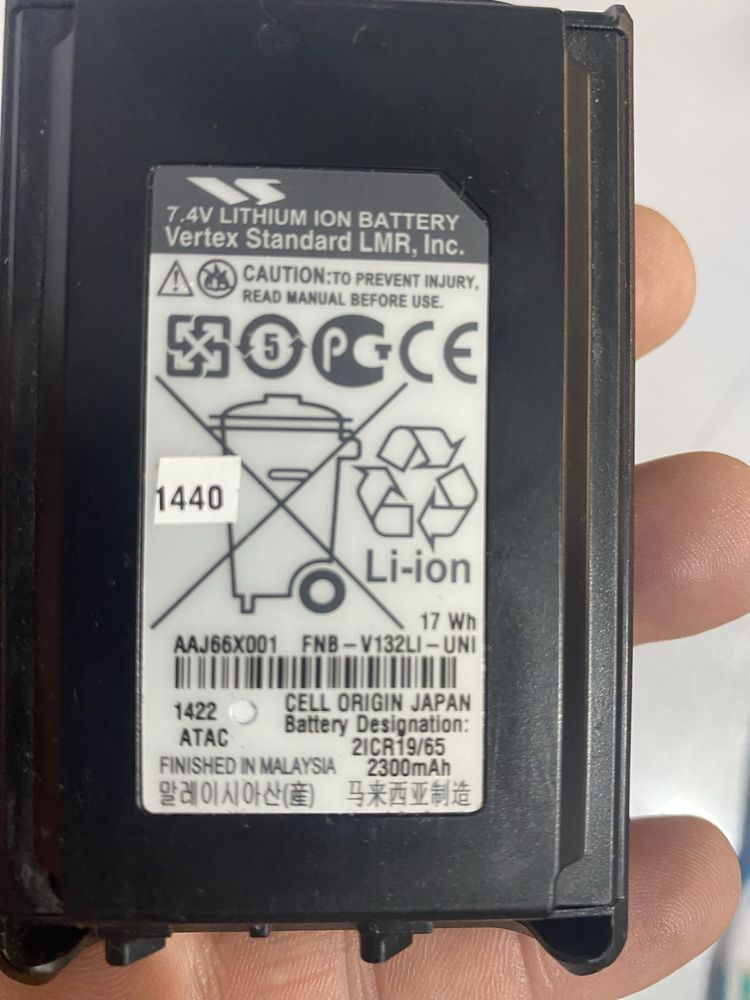 VS
7.4V LITHIUM ION BATTERY
Vertex Standard LMR, Inc.
CAUTION:TO PREVENT INJURY,
READ MANUAL BEFORE USE.
5 PCT CE
1440
Li-ion
17 Wh
AAJ66X001 FNB-V132LI-UNI
1422
ATAC
CELL ORIGIN JAPAN
Battery Designation:
2ICR19/65
FINISHED IN MALAYSIA 2300mAh
말레이시아산(産) 马来西亚制造